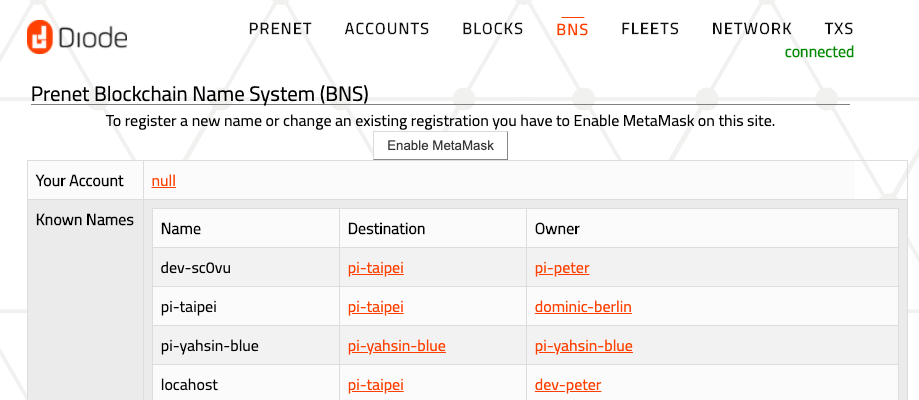 Diode
PRENET ACCOUNTS BLOCKS BNS FLEETS NETWORK TXS
connected
Prenet Blockchain Name System (BNS)
To register a new name or change an existing registration you have to Enable MetaMask on this site.
Enable MetaMask
Your Account null
Known Names
Name Destination Owner
dev-sc0vu pi-taipei pi-peter
pi-taipei pi-taipei dominic-berlin
pi-yahsin-blue pi-yahsin-blue pi-yahsin-blue
locahost pi-taipei dev-peter